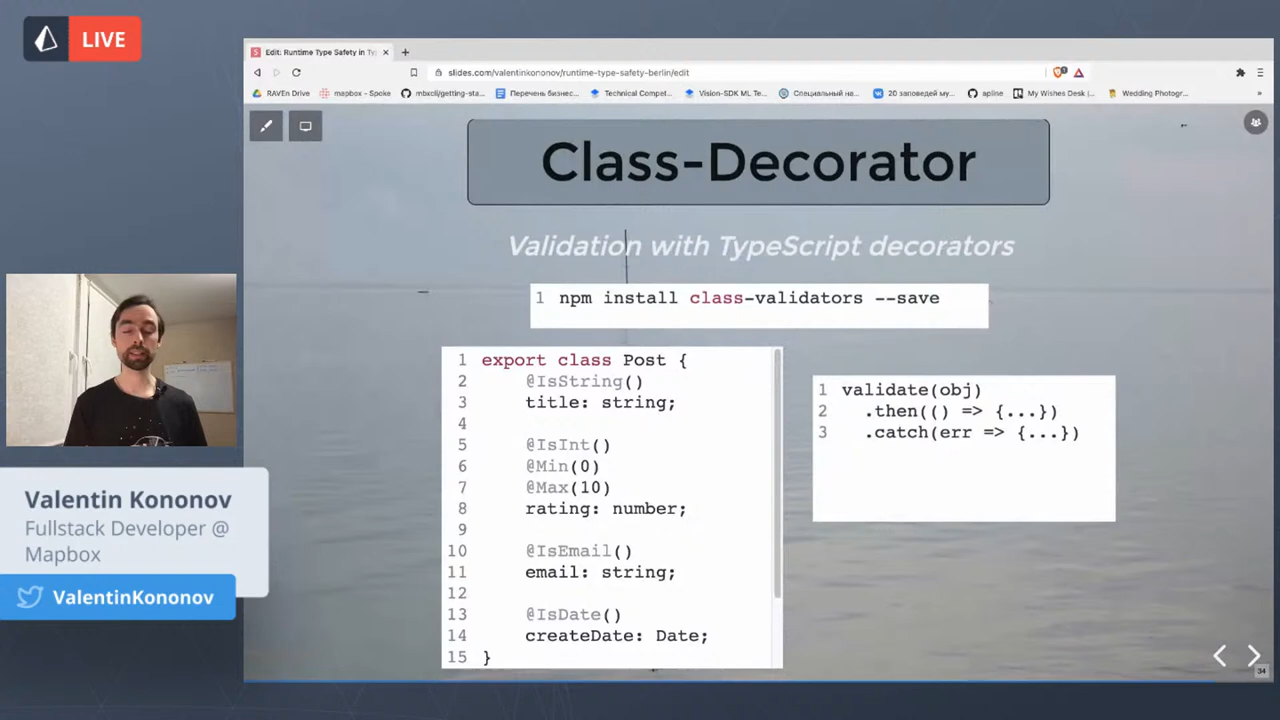 LIVE
Edit: Runtime Type Safety in Ty
slides.com/valentinkononov/runtime-type-safety-berlin/edit
RAVEn Drive
mapbox - Spoke
mbxcli/getting-sta...
Перечень бизнес...
Technical Compet...
Vision-SDK ML Te...
Специальный на...
20 заповедей му...
apline
My Wishes Desk |...
Wedding Photogr...
Class-Decorator
Validation with TypeScript decorators
1 npm install class-validators --save
1 export class Post {
2 @IsString()
3 title: string;
4
5 @IsInt()
6 @Min(0)
7 @Max(10)
8 rating: number;
9
10 @IsEmail()
11 email: string;
12
13 @IsDate()
14 createDate: Date;
15 }
1 validate(obj)
2 .then(() => {...})
3 .catch(err => {...})
Valentin Kononov
Fullstack Developer @
Mapbox
ValentinKononov
34